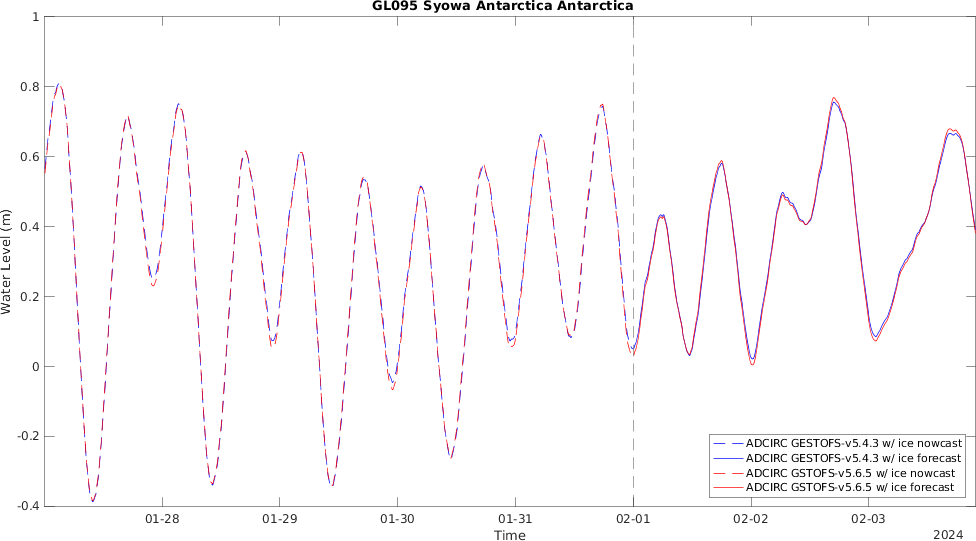 GL095 Syowa Antarctica Antarctica
1
0.8
0.6
0.4
0.2
0
-0.2
-0.4
Water Level (m)
01-28 01-29 01-30 01-31 02-01 02-02 02-03
Time
2024
ADCIRC GESTOFS-v5.4.3 w/ ice nowcast
ADCIRC GESTOFS-v5.4.3 w/ ice forecast
ADCIRC GSTOFS-v5.6.5 w/ ice nowcast
ADCIRC GSTOFS-v5.6.5 w/ ice forecast